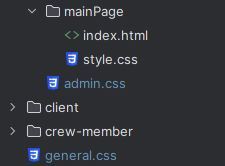 mainPage
index.html
style.css
admin.css
client
crew-member
general.css